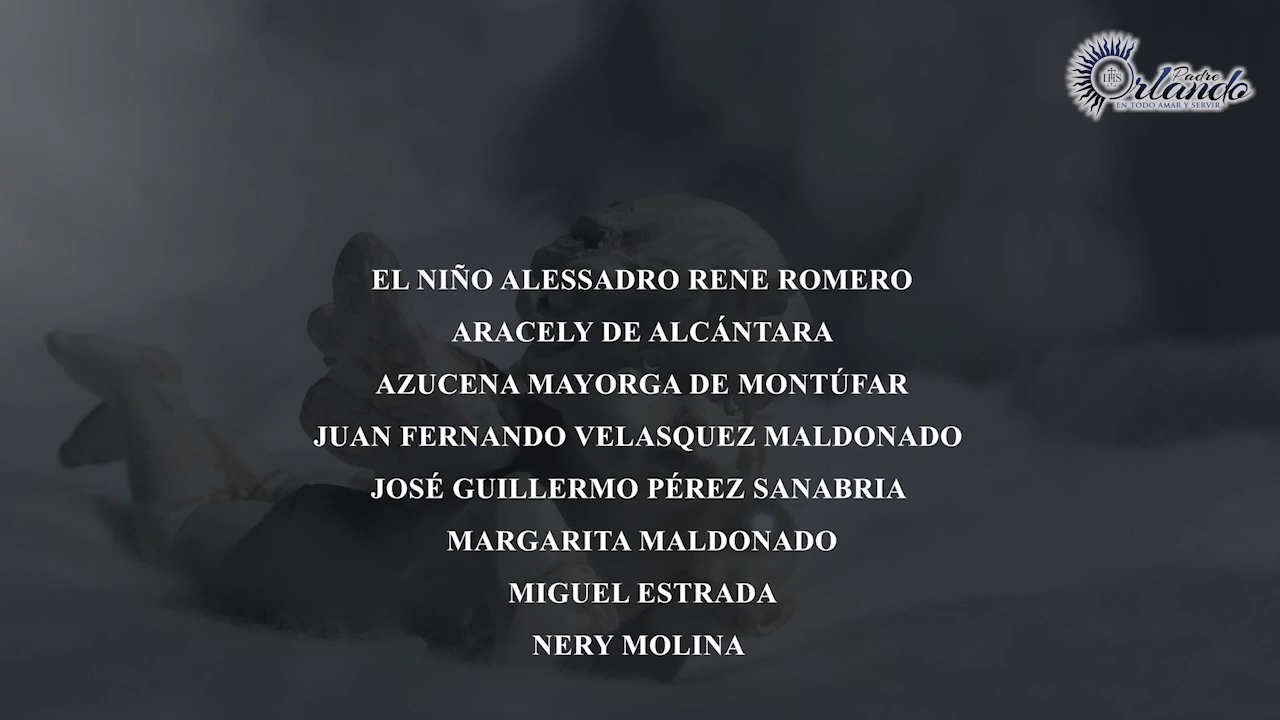 Padre
Orlando
IHS
EN TODO AMAR Y SERVIR
EL NIÑO ALESSADRO RENE ROMERO
ARACELY DE ALCÁNTARA
AZUCENA MAYORGA DE MONTÚFAR
JUAN FERNANDO VELASQUEZ MALDONADO
JOSÉ GUILLERMO PÉREZ SANABRIA
MARGARITA MALDONADO
MIGUEL ESTRADA
NERY MOLINA